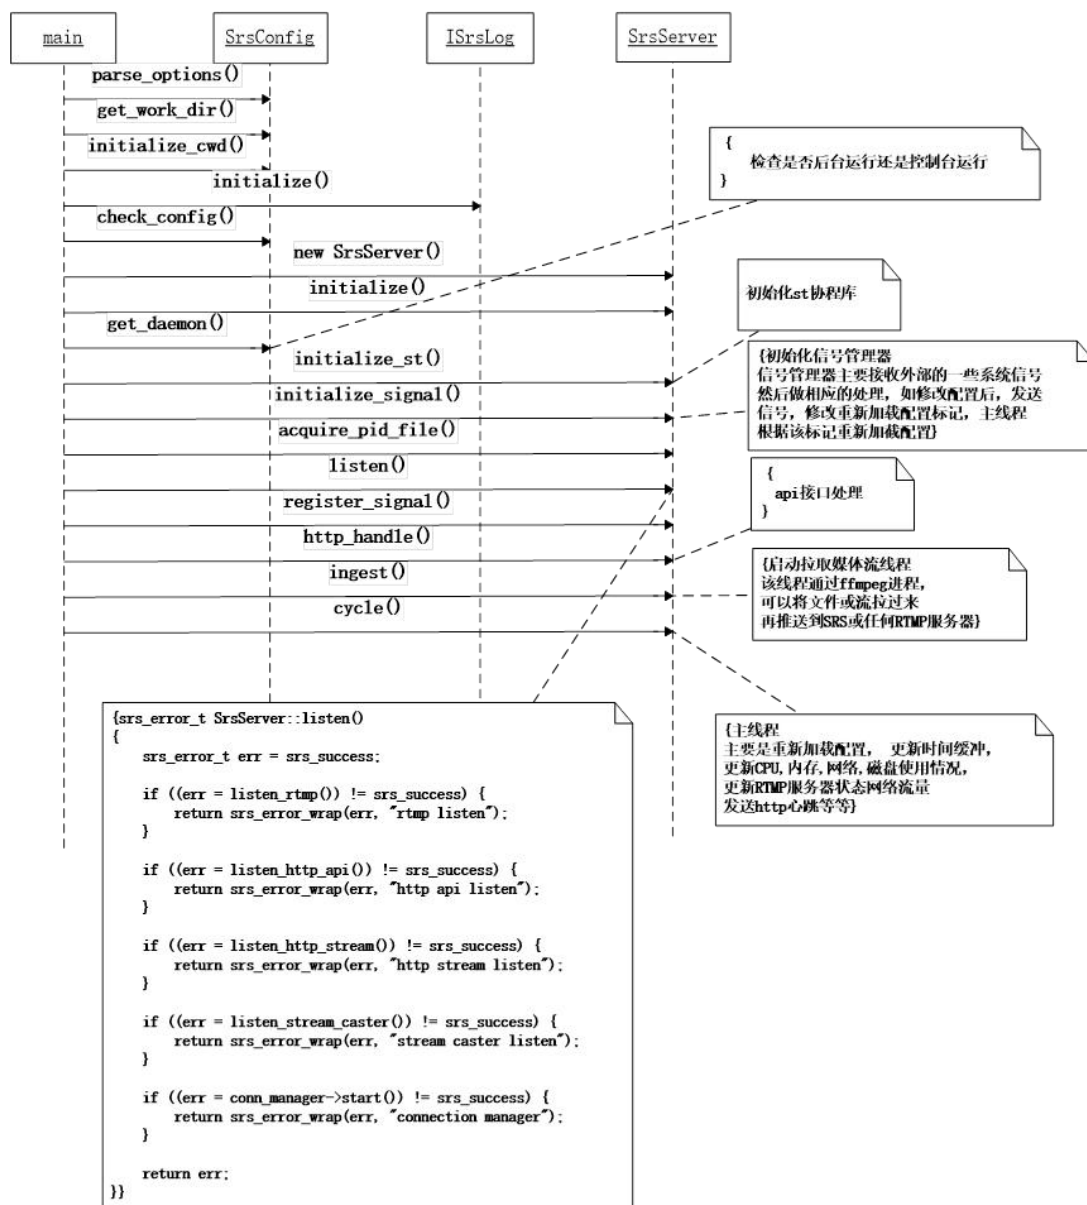 main
SrsConfig
ISrsLog
SrsServer
parse_options()
get_work_dir()
initialize_cwd()
initialize()
check_config()
new SrsServer()
initialize()
get_daemon()
initialize_st()
initialize_signal()
acquire_pid_file()
listen()
register_signal()
http_handle()
ingest()
cycle()
{
检查是否后台运行还是控制台运行
}
初始化st协程库
{初始化信号管理器
信号管理器主要接收外部的一些系统信号
然后做相应的处理，如修改配置后，发送
信号，修改重新加载配置标记，主线程
根据该标记重新加截配置}
{
api接口处理
}
{启动拉取媒体流线程
该线程通过ffmpeg进程，
可以将文件或流拉过来
再推送到SRS或任何RTMP服务器}
{主线程
主要是重新加载配置， 更新时间缓冲，
更新CPU,内存,网络,磁盘使用情况，
更新RTMP服务器状态网络流量
发送http心跳等等}
{srs_error_t SrsServer::listen()
{
srs_error_t err = srs_success;
if ((err = listen_rtmp()) != srs_success) {
return srs_error_wrap(err, "rtmp listen");
}
if ((err = listen_http_api()) != srs_success) {
return srs_error_wrap(err, "http api listen");
}
if ((err = listen_http_stream()) != srs_success) {
return srs_error_wrap(err, "http stream listen");
}
if ((err = listen_stream_caster()) != srs_success) {
return srs_error_wrap(err, "stream caster listen");
}
if ((err = conn_manager->start()) != srs_success) {
return srs_error_wrap(err, "connection manager");
}
return err;
}}